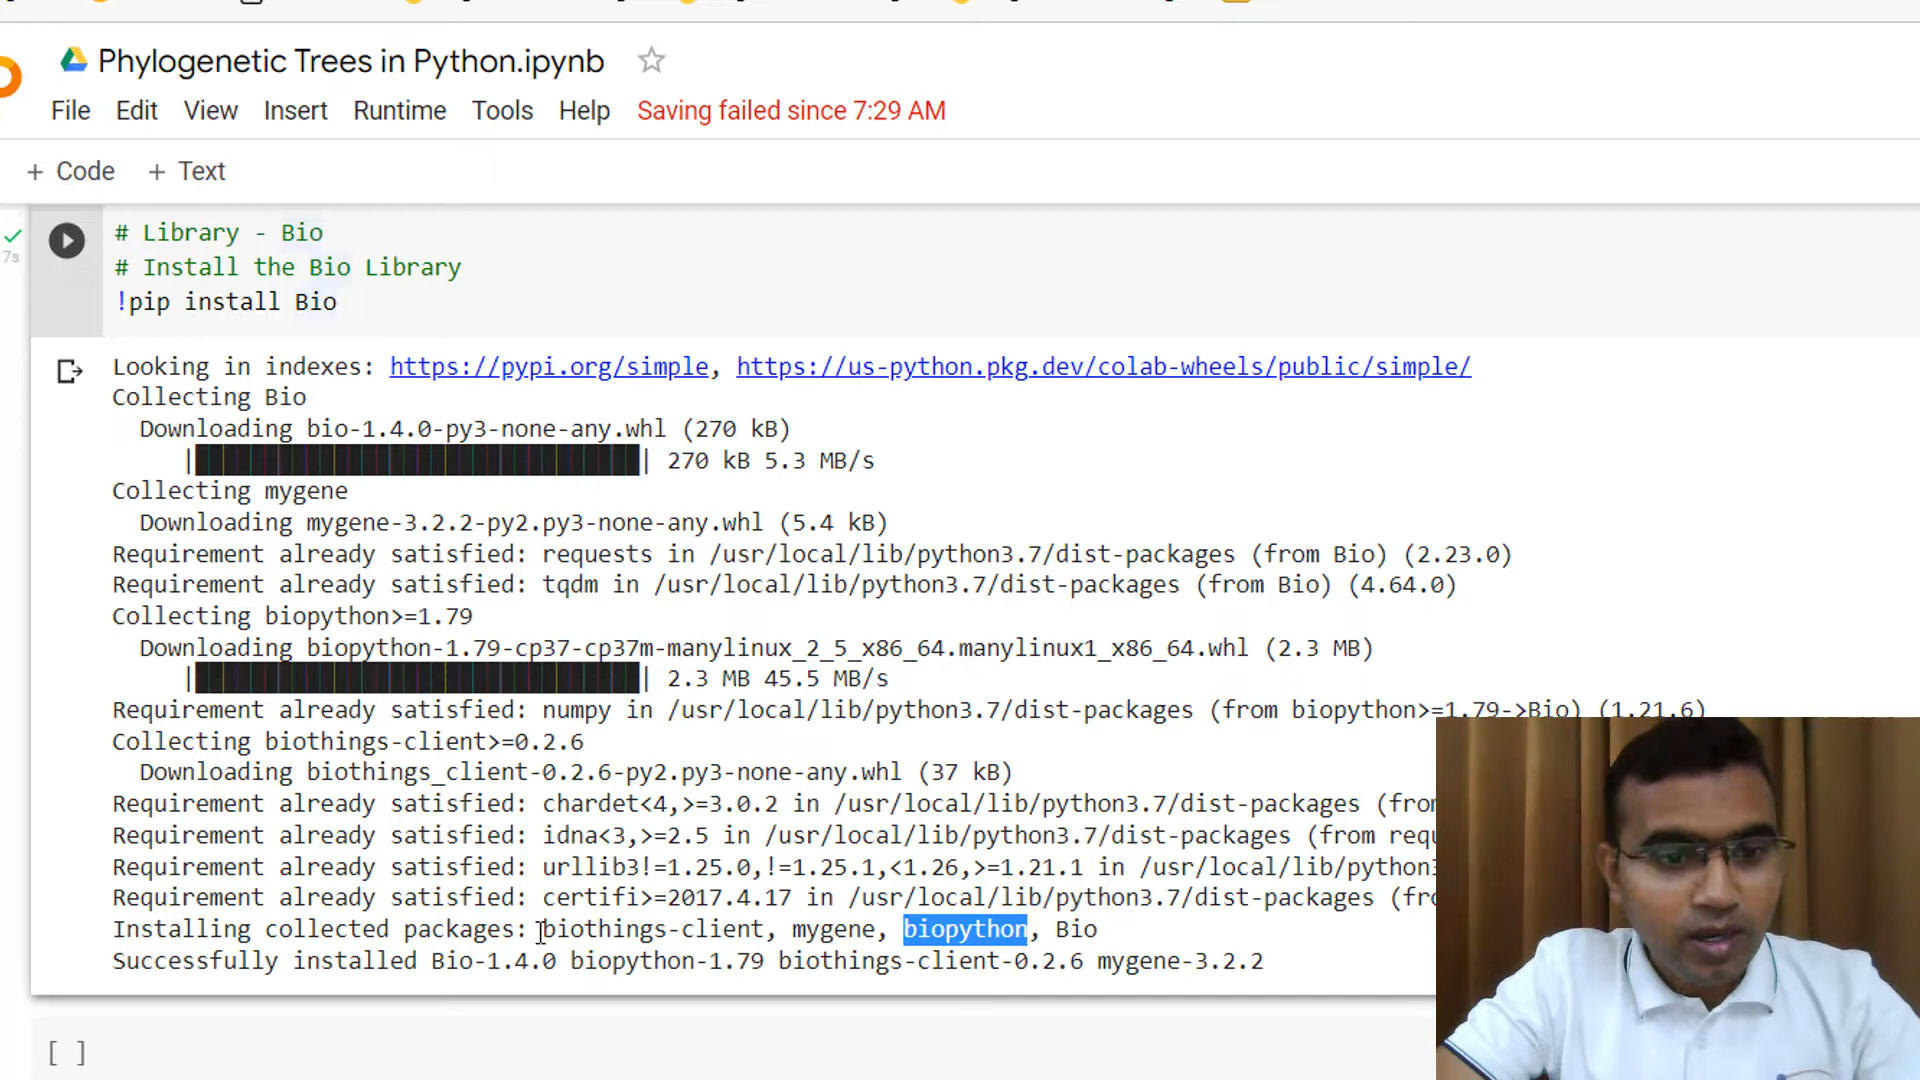 Phylogenetic Trees in Python.ipynb
File Edit View Insert Runtime Tools Help Saving failed since 7:29 AM
+ Code + Text
7s
# Library - Bio
# Install the Bio Library
!pip install Bio
Looking in indexes: https://pypi.org/simple, https://us-python.pkg.dev/colab-wheels/public/simple/
Collecting Bio
Downloading bio-1.4.0-py3-none-any.whl (270 kB)
270 kB 5.3 MB/s
Collecting mygene
Downloading mygene-3.2.2-py2.py3-none-any.whl (5.4 kB)
Requirement already satisfied: requests in /usr/local/lib/python3.7/dist-packages (from Bio) (2.23.0)
Requirement already satisfied: tqdm in /usr/local/lib/python3.7/dist-packages (from Bio) (4.64.0)
Collecting biopython>=1.79
Downloading biopython-1.79-cp37-cp37m-manylinux_2_5_x86_64.manylinux1_x86_64.whl (2.3 MB)
2.3 MB 45.5 MB/s
Requirement already satisfied: numpy in /usr/local/lib/python3.7/dist-packages (from biopython>=1.79->Bio) (1.21.6)
Collecting biothings-client>=0.2.6
Downloading biothings_client-0.2.6-py2.py3-none-any.whl (37 kB)
Requirement already satisfied: chardet<4,>=3.0.2 in /usr/local/lib/python3.7/dist-packages (from
Requirement already satisfied: idna<3,>=2.5 in /usr/local/lib/python3.7/dist-packages (from requ
Requirement already satisfied: urllib3!=1.25.0,!=1.25.1,<1.26,>=1.21.1 in /usr/local/lib/python3
Requirement already satisfied: certifi>=2017.4.17 in /usr/local/lib/python3.7/dist-packages (fro
Installing collected packages: biothings-client, mygene, biopython, Bio
Successfully installed Bio-1.4.0 biopython-1.79 biothings-client-0.2.6 mygene-3.2.2
[ ]